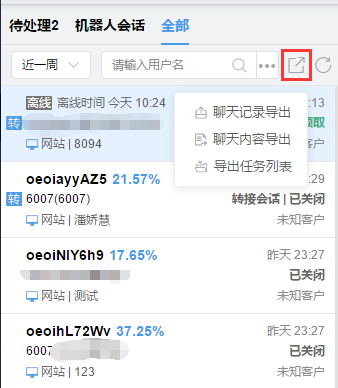 待处理2 机器人会话 全部
近一周 请输入用户名
离线 离线时间 今天 10:24 :13
转 领取
网站 | 8094
聊天记录导出
聊天内容导出
导出任务列表
oeoiayyAZ5 21.57% :29
转 6007(6007) 转接会话 | 已关闭
网站 | 潘娇慧 未知客户
oeoiNIY6h9 17.65% 昨天 23:27
已关闭
网站 | 测试 未知客户
oeoihL72Wv 37.25% 昨天 23:27
6007 已关闭
网站 | 123 未知客户